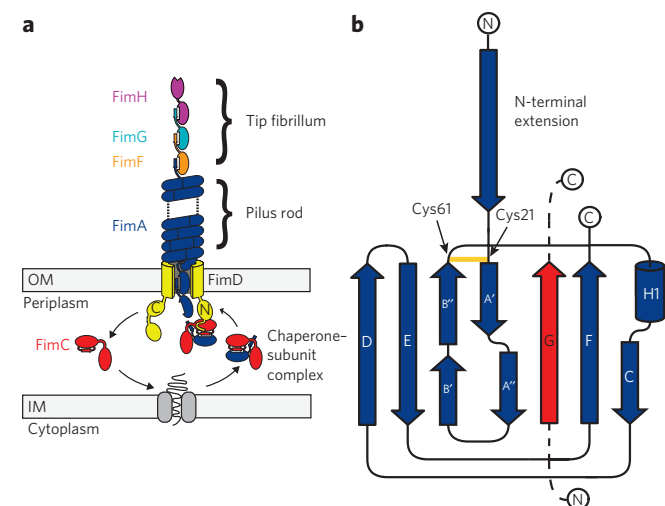 a
FimH
FimG
FimF
Tip fibrillum
FimA
Pilus rod
OM
FimD
Periplasm
C
N
FimC
Chaperone–
subunit
complex
IM
Cytoplasm
b
N
N-terminal
extension
C
Cys61
Cys21
C
D
E
B″
A′
B′
A″
G
F
H1
C
N